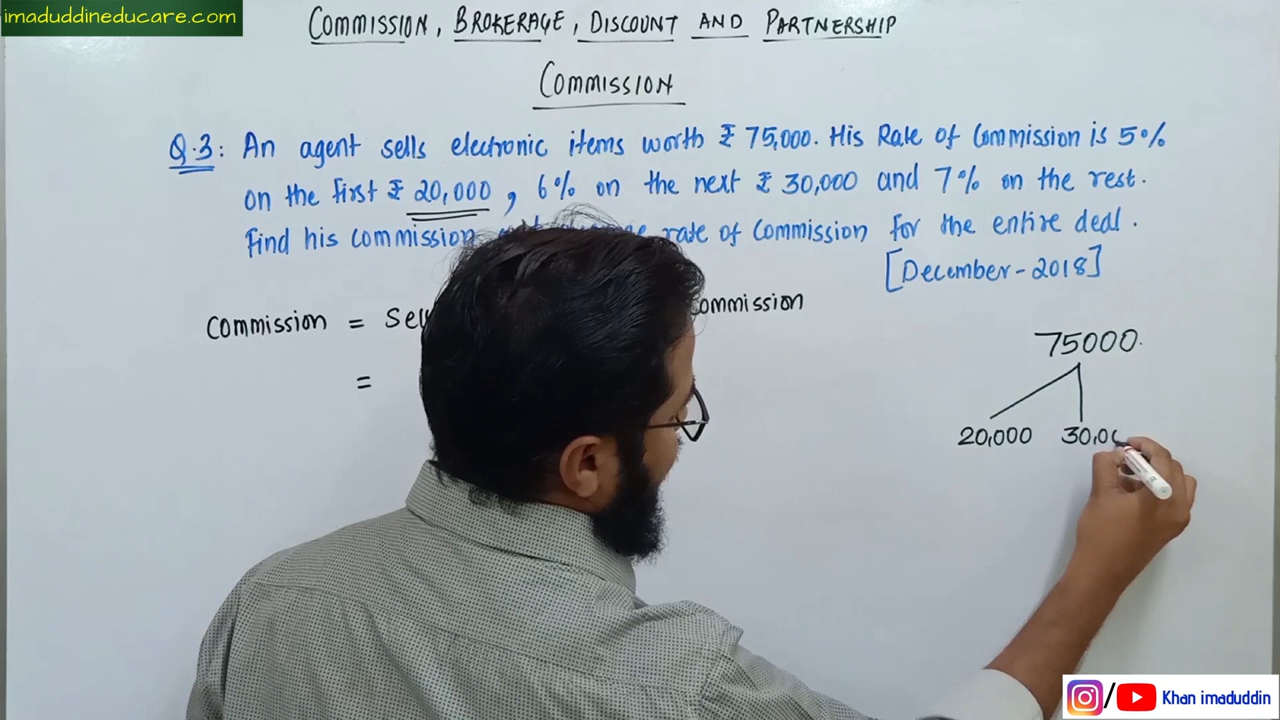 imaduddineducare.com
COMMISSION, BROKERAGE, DISCOUNT AND PARTNERSHIP
COMMISSION
Q.3: An agent sells electronic items worth ₹ 75,000. His Rate of Commission is 5%
on the first ₹ 20,000, 6% on the next ₹ 30,000 and 7% on the rest.
Find his commission rate of Commission for the entire deal.
[December-2018]
Commission = Sell ommission
75000.
=
20,000 30,00
Khan imaduddin